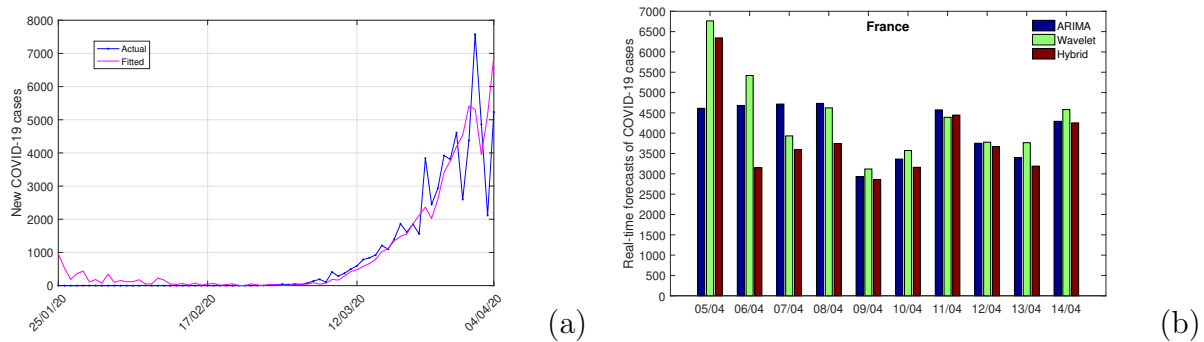 8000
7000
6000
5000
4000
3000
2000
1000
0
New COVID-19 cases
Actual
Fitted
25/01/20
17/02/20
12/03/20
04/04/20
(a)
7000
6500
6000
5500
5000
4500
4000
3500
3000
2500
2000
1500
1000
500
0
Real-time forecasts of COVID-19 cases
France
ARIMA
Wavelet
Hybrid
05/04 06/04 07/04 08/04 09/04 10/04 11/04 12/04 13/04 14/04
(b)